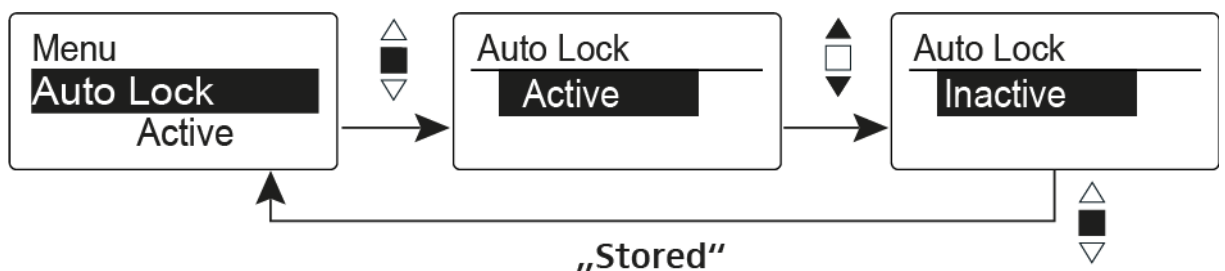 Menu
Auto Lock
Active
Auto Lock
Active
Auto Lock
Inactive
„Stored“